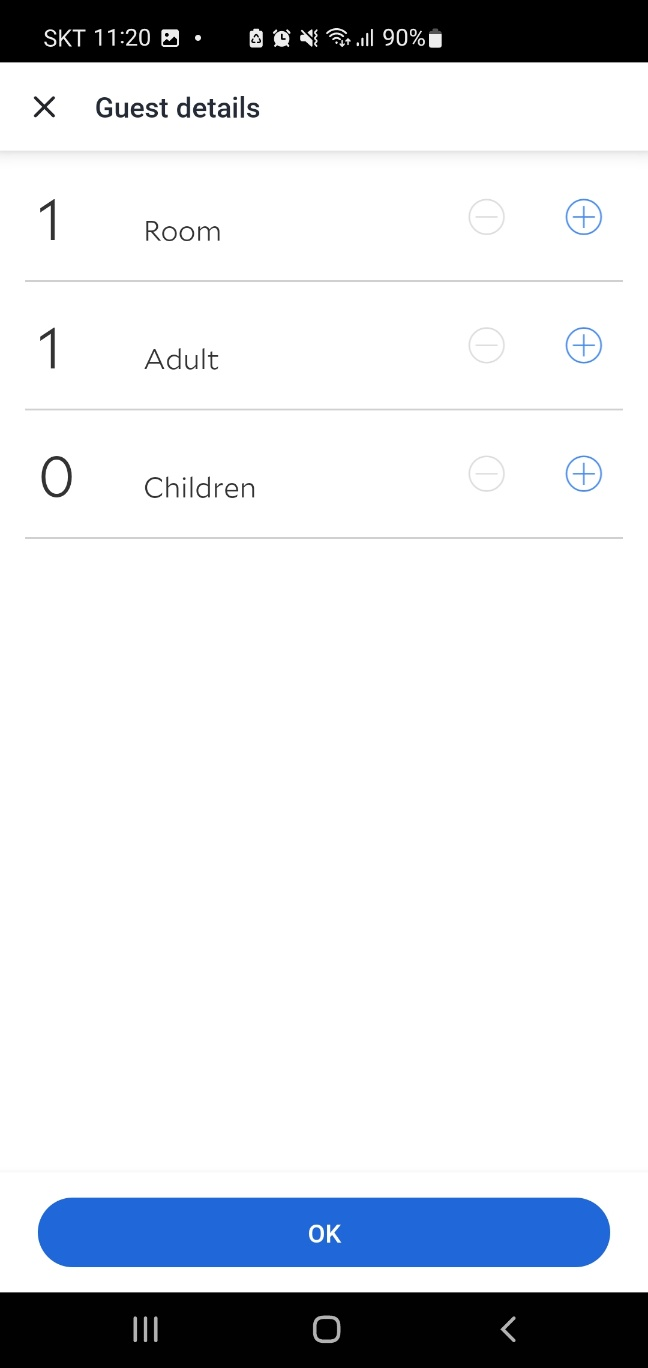 SKT 11:20 90%
Guest details
1 Room
1 Adult
0 Children
OK